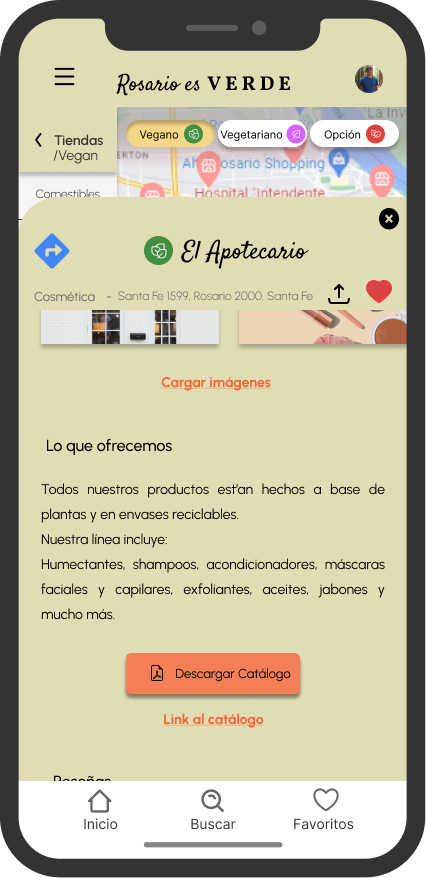 Rosario es VERDE
La Inv
Tiendas
/Vegan
Vegano
Vegetariano
Opción
ERTON
Alto Rosario Shopping
Hospital "Intendente
Comestibles
El Apotecario
Cosmética - Santa Fe 1599, Rosario 2000, Santa Fe
Cargar imágenes
Lo que ofrecemos
Todos nuestros productos est'an hechos a base de
plantas y en envases reciclables.
Nuestra línea incluye:
Humectantes, shampoos, acondicionadores, máscaras
faciales y capilares, exfoliantes, aceites, jabones y
mucho más.
Descargar Catálogo
Link al catálogo
Reseñas
Inicio
Buscar
Favoritos